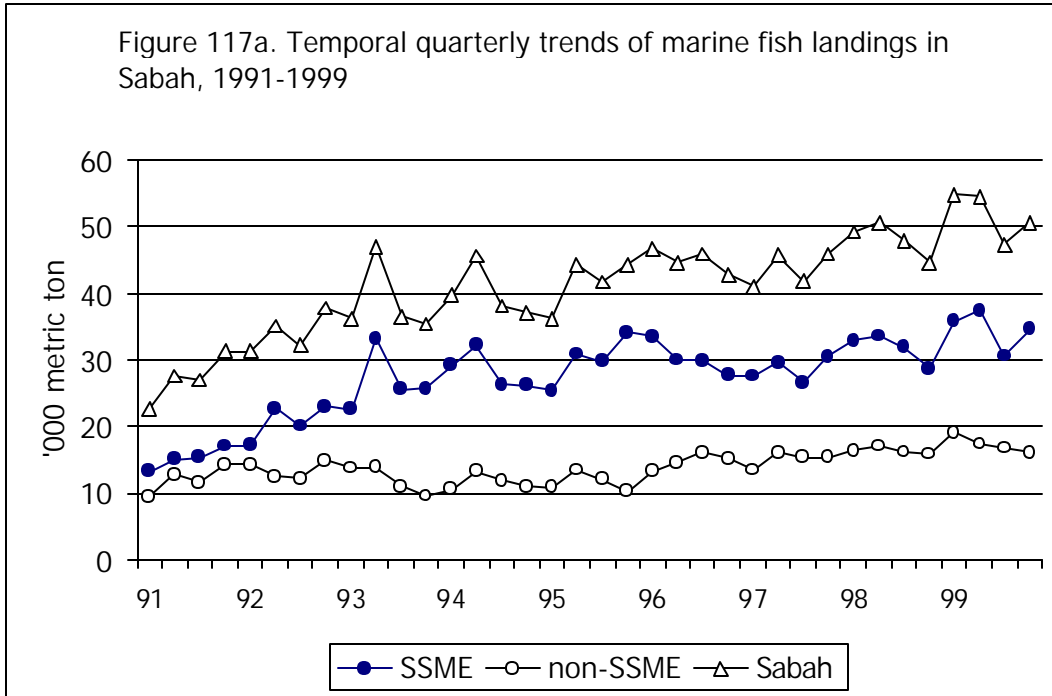 Figure 117a. Temporal quarterly trends of marine fish landings in
Sabah, 1991-1999
'000 metric ton
60
50
40
30
20
10
0
91 92 93 94 95 96 97 98 99
SSME non-SSME Sabah